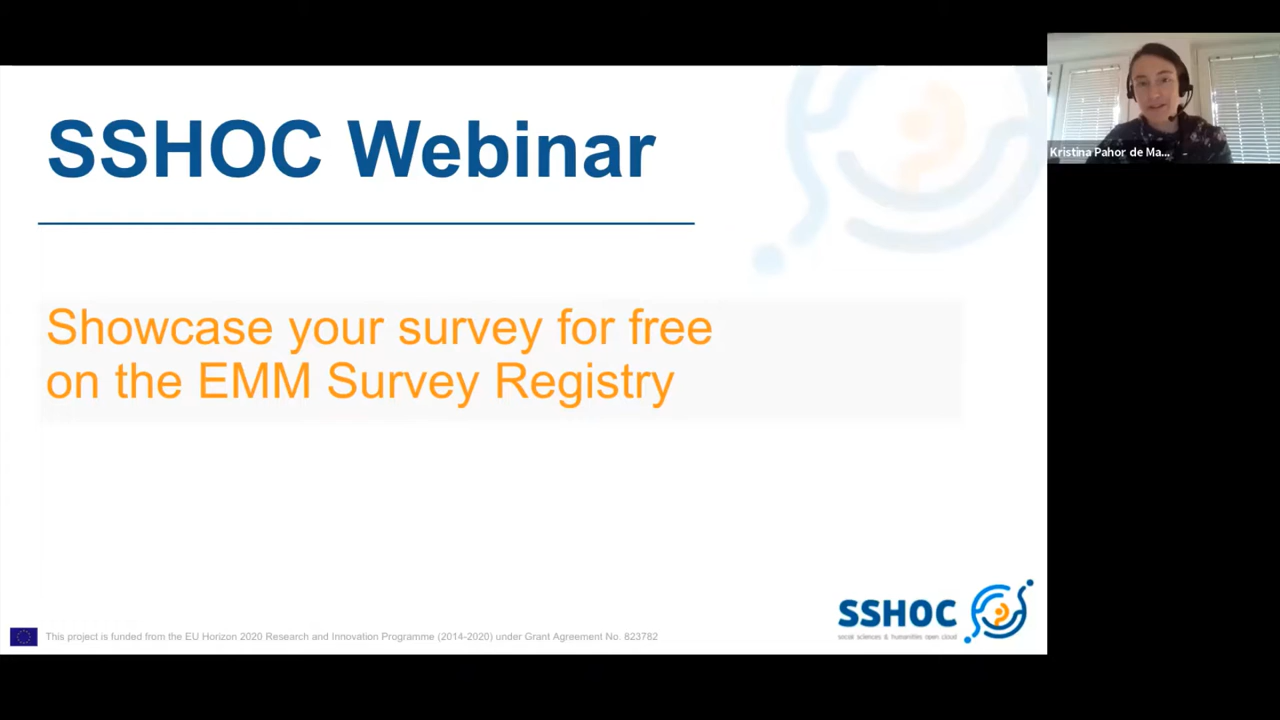 SSHOC Webinar
Kristina Pahor de Ma...
Showcase your survey for free
on the EMM Survey Registry
SSHOC
social sciences & humanities open cloud
This project is funded from the EU Horizon 2020 Research and Innovation Programme (2014-2020) under Grant Agreement No. 823782